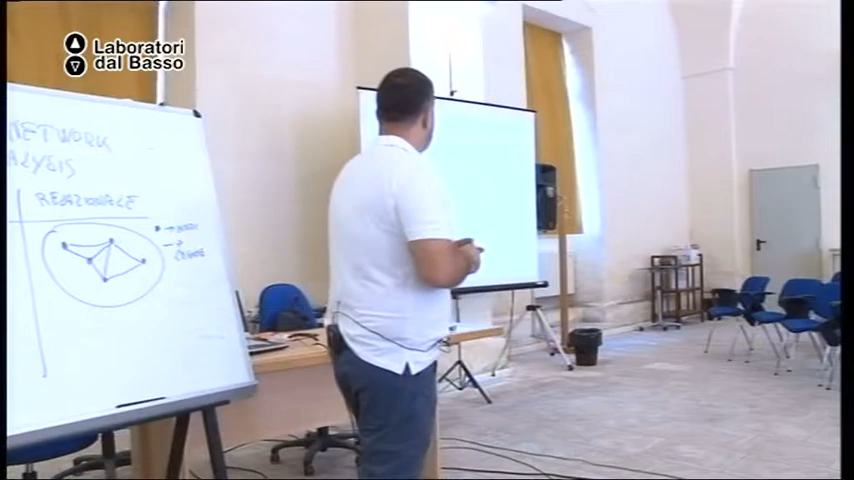 Laboratori
dal Basso
NETWORK
ALYSIS
RELAZIONALE